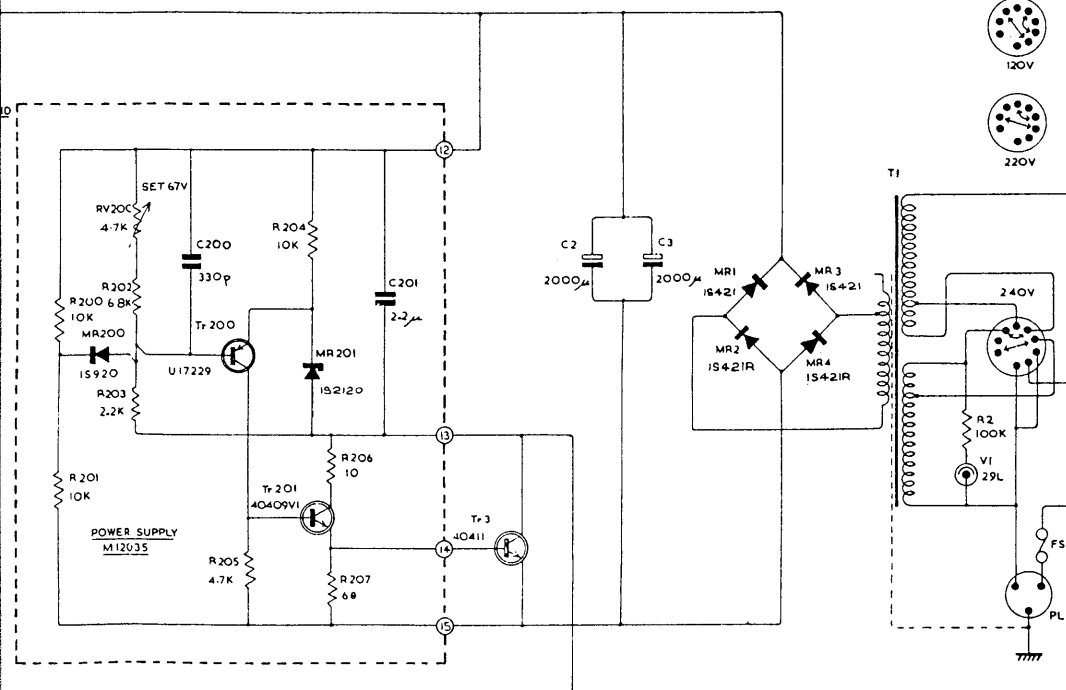 120V
220V
T1
240V
12
SET 67V
RV200
4.7K
C200
330p
R204
10K
R202
6.8K
R200
10K
C201
2.2μ
C2
2000μ
C3
2000μ
MR1
1S421
MR3
1S421
MR2
1S421R
MR4
1S421R
MR200
1S920
Tr 200
U17229
MR201
1S2120
R203
2.2K
13
R206
10
R201
10K
Tr 201
40409V1
Tr 3
40411
POWER SUPPLY
M12035
14
R205
4.7K
R207
68
15
R2
100K
V1
29L
FS
PL